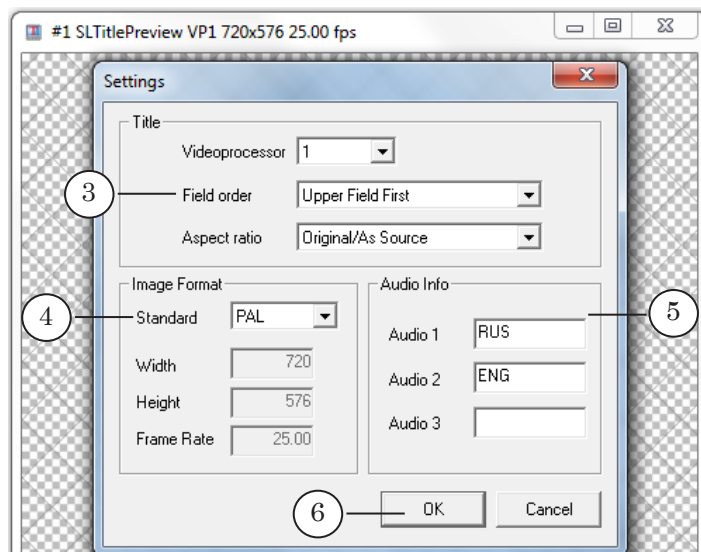 #1 SLTitlePreview VP1 720x576 25.00 fps
Settings
Title
Videoprocessor 1
3 Field order Upper Field First
Aspect ratio Original/As Source
Image Format
4 Standard PAL
Width 720
Height 576
Frame Rate 25.00
Audio Info
5
Audio 1 RUS
Audio 2 ENG
Audio 3
6 OK Cancel